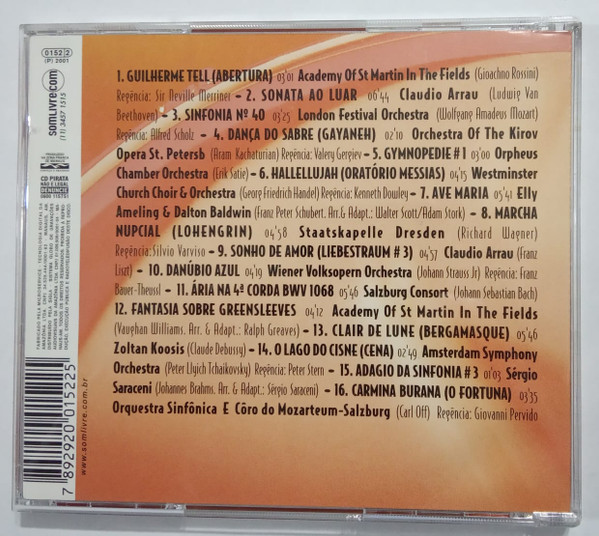 0152 2
(P) 2001
somlivre.com
(11) 3457 1515
CD-PIRATA
NÃO É LEGAL
DENUNCIE
www.somlivre.com.br
7 892920 015225
1. GUILHERME TELL (ABERTURA) 03'01 Academy Of St Martin In The Fields (Gioachno Rossini)
Regência: Sir Neville Merriner - 2. SONATA AO LUAR 06'44 Claudio Arrau (Ludwig Van
Beethoven) - 3. SINFONIA Nº 40 03'25 London Festival Orchestra (Wolfgang Amadeus Mozart)
Regência: Alfred Scholz - 4. DANÇA DO SABRE (GAYANEH) 02'10 Orchestra Of The Kirov
Opera St. Petersb (Aram Kachaturian) Regência: Valery Gergiev - 5. GYMNOPEDIE #1 03'00 Orpheus
Chamber Orchestra (Erik Satie) - 6. HALLELUJAH (ORATÓRIO MESSIAS) 04'15 Westminster
Church Choir & Orchestra (Georg Friedrich Handel) Regência: Kenneth Dowley - 7. AVE MARIA 05'41 Elly
Ameling & Dalton Baldwin (Franz Peter Schubert. Arr.& Adapt.: Walter Scott/Adam Stork) - 8. MARCHA
NUPCIAL (LOHENGRIN) 04'58 Staatskapelle Dresden (Richard Wagner)
Regência:Silvio Varviso - 9. SONHO DE AMOR (LIEBESTRAUM # 3) 04'57 Claudio Arrau (Franz
Liszt) - 10. DANÚBIO AZUL 04'19 Wiener Volksopern Orchestra (Johann Strauss Jr) Regência: Franz
Bauer-Theussl - 11. ÁRIA NA 4ª CORDA BWV 1068 05'46 Salzburg Consort (Johann Sebastian Bach)
12. FANTASIA SOBRE GREENSLEEVES 04'12 Academy Of St Martin In The Fields
(Vaughan Williams. Arr. & Adapt.: Ralph Greaves) - 13. CLAIR DE LUNE (BERGAMASQUE) 05'46
Zoltan Koosis (Claude Debussy) - 14. O LAGO DO CISNE (CENA) 02'49 Amsterdam Symphony
Orchestra (Peter Llyich Tchaikovsky) Regência: Peter Stern - 15. ADAGIO DA SINFONIA # 3 01'03 Sérgio
Saraceni (Johannes Brahms. Arr.& Adapt.: Sérgio Saraceni) - 16. CARMINA BURANA (O FORTUNA) 03'35
Orquestra Sinfônica E Côro do Mozarteum-Salzburg (Carl Off) Regência: Giovanni Pervido